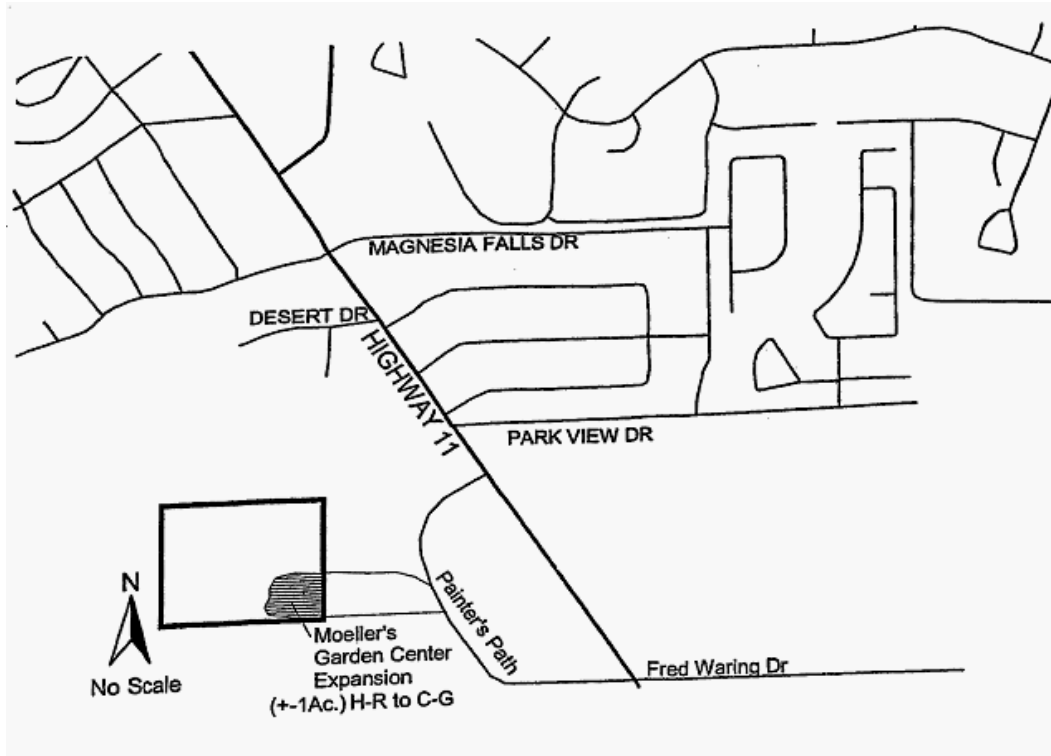 MAGNESIA FALLS DR
DESERT DR
HIGHWAY 11
PARK VIEW DR
N
No Scale
Painter's Path
Moeller's
Garden Center
Expansion
(+-1Ac.) H-R to C-G
Fred Waring Dr